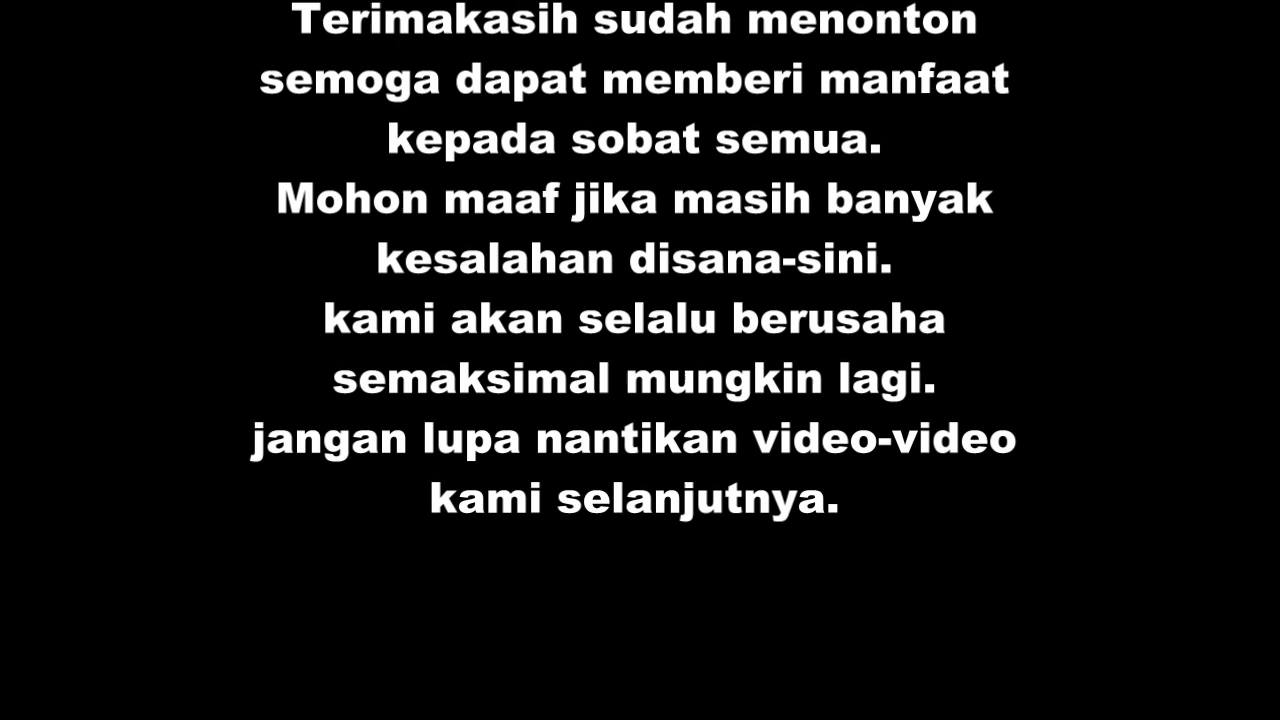 Terimakasih sudah menonton
semoga dapat memberi manfaat
kepada sobat semua.
Mohon maaf jika masih banyak
kesalahan disana-sini.
kami akan selalu berusaha
semaksimal mungkin lagi.
jangan lupa nantikan video-video
kami selanjutnya.